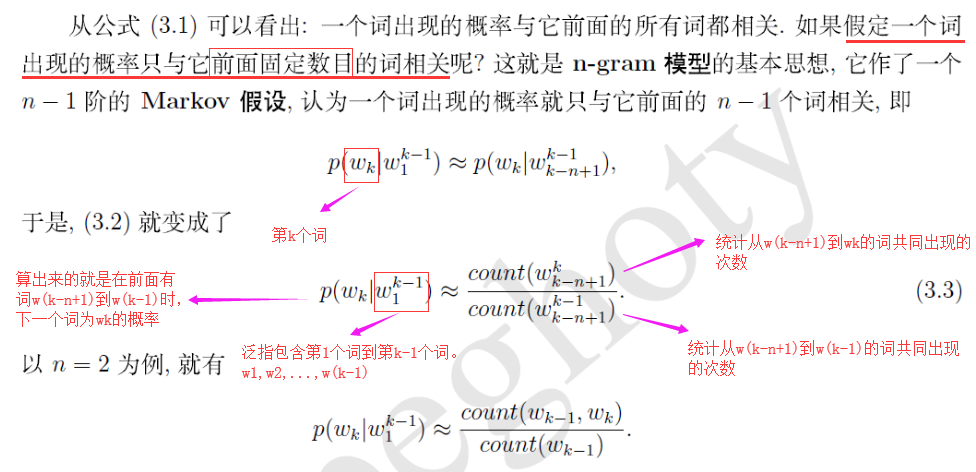 从公式 (3.1) 可以看出: 一个词出现的概率与它前面的所有词都相关. 如果假定一个词
出现的概率只与它前面固定数目的词相关呢? 这就是 n-gram 模型的基本思想, 它作了一个
n − 1 阶的 Markov 假设, 认为一个词出现的概率就只与它前面的 n − 1 个词相关, 即
p(w_k|w_1^{k-1}) ≈ p(w_k|w_{k-n+1}^{k-1}),
于是, (3.2) 就变成了
第k个词
统计从w(k-n+1)到wk的词共同出现的
次数
算出来的就是在前面有
词w(k-n+1)到w(k-1)时,
下一个词为wk的概率
p(w_k|w_1^{k-1}) ≈ count(w_{k-n+1}^k) / count(w_{k-n+1}^{k-1}). (3.3)
泛指包含第1个词到第k-1个词。
w1,w2,...,w(k-1)
统计从w(k-n+1)到w(k-1)的词共同出现
的次数
以 n = 2 为例, 就有
p(w_k|w_1^{k-1}) ≈ count(w_{k-1}, w_k) / count(w_{k-1}).
eghoty